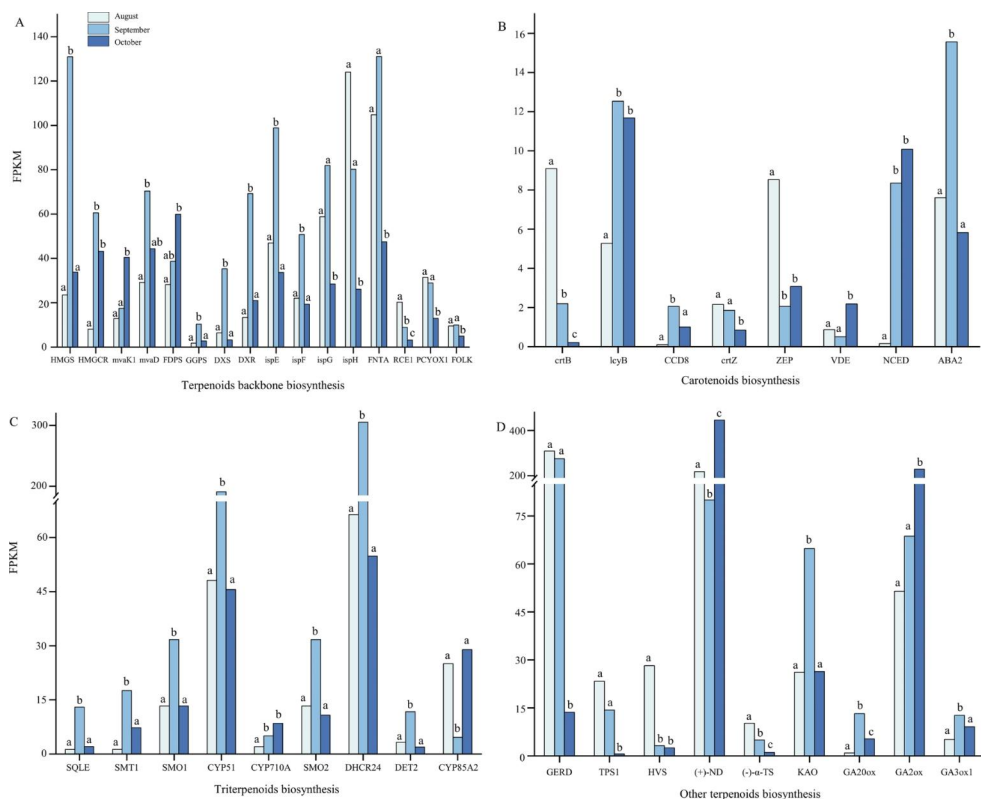 A
August
September
October
FPKM
140
120
100
80
60
40
20
0
a b a
a b b
a a b
a b ab
a ab b
a b a
a b a
a b a
a b a
a b a
a a b
a a b
a a b
a b c
a a b
a a b
HMGS HMGCR mvaK1 mvaD FDPS GGPS DXS DXR ispE ispF ispG ispH FNTA RCE1 PCYOX1 FOLK
Terpenoids backbone biosynthesis
B
16
14
12
10
8
6
4
2
0
a b c
a b b
a b b
a a b
a b b
a a b
a b b
a b a
crtB lcyB CCD8 crtZ ZEP VDE NCED ABA2
Carotenoids biosynthesis
C
FPKM
300
200
60
45
30
15
0
a b a
a b a
a b a
a b a
a b b
a b a
a b a
a b a
a b a
SQLE SMT1 SMO1 CYP51 CYP710A SMO2 DHCR24 DET2 CYP85A2
Triterpenoids biosynthesis
D
400
200
75
60
45
30
15
0
a a b
a a b
a b b
a b c
a b c
a b a
a b c
a a b
a b a
GERD TPS1 HVS (+)-ND (-)-α-TS KAO GA20ox GA2ox GA3ox1
Other terpenoids biosynthesis